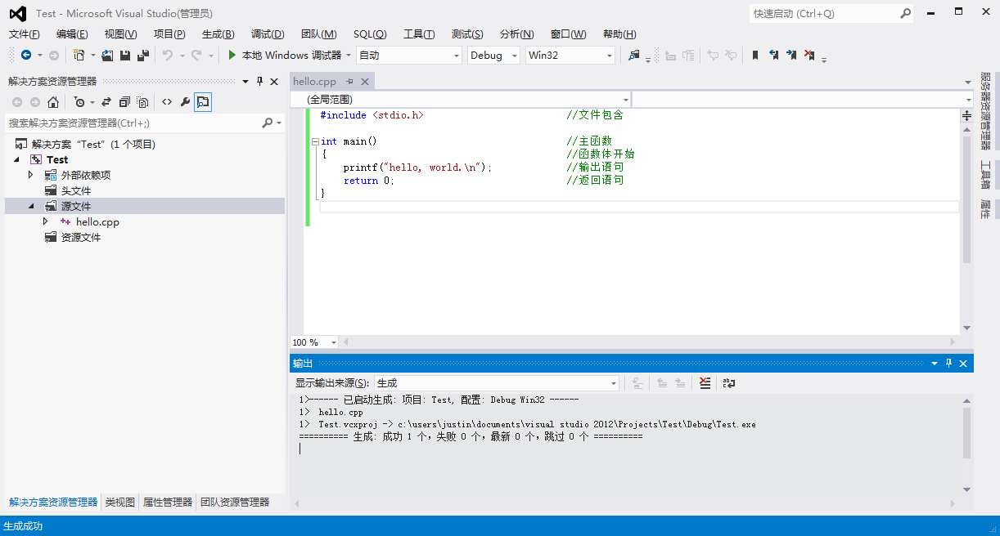 Test - Microsoft Visual Studio(管理员)
快速启动 (Ctrl+Q)
文件(F) 编辑(E) 视图(V) 项目(P) 生成(B) 调试(D) 团队(M) SQL(Q) 工具(T) 测试(S) 分析(N) 窗口(W) 帮助(H)
本地 Windows 调试器 自动 Debug Win32
解决方案资源管理器
搜索解决方案资源管理器(Ctrl+;)
解决方案“Test”(1 个项目)
Test
外部依赖项
头文件
源文件
hello.cpp
资源文件
解决方案资源管理器 类视图 属性管理器 团队资源管理器
hello.cpp
(全局范围)
#include <stdio.h> //文件包含
int main() //主函数
{ //函数体开始
printf("hello, world.\n"); //输出语句
return 0; //返回语句
}
100 %
输出
显示输出来源(S): 生成
1>------ 已启动生成: 项目: Test, 配置: Debug Win32 ------
1> hello.cpp
1> Test.vcxproj -> c:\users\justin\documents\visual studio 2012\Projects\Test\Debug\Test.exe
========== 生成: 成功 1 个，失败 0 个，最新 0 个，跳过 0 个 ==========
服务器资源管理器
工具箱
属性
生成成功